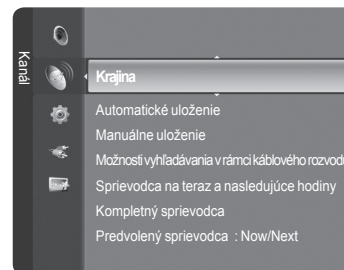 Kanál
Krajina
Automatické uloženie
Manuálne uloženie
Možnosti vyhľadávania v rámci káblového rozvodu
Sprievodca na teraz a nasledujúce hodiny
Kompletný sprievodca
Predvolený sprievodca : Now/Next